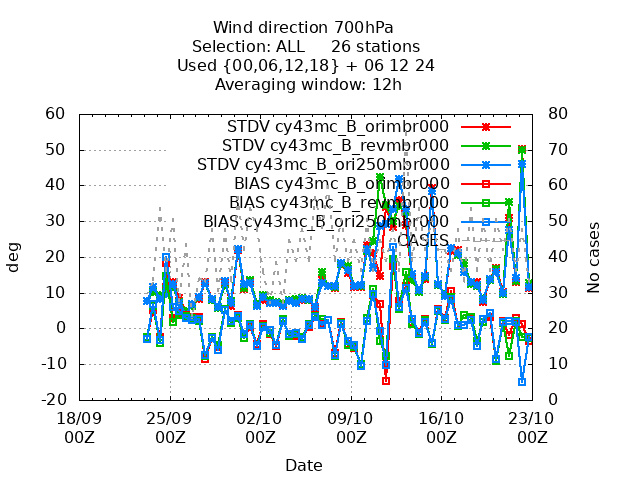 Wind direction 700hPa
Selection: ALL     26 stations
Used {00,06,12,18} + 06 12 24
Averaging window: 12h
60 80
STDV cy43mc_B_orimbr000
STDV cy43mc_B_revmbr000
STDV cy43mc_B_ori250mbr000
BIAS cy43mc_B_orimbr000
BIAS cy43mc_B_revmbr000
BIAS cy43mc_B_ori250mbr000
CASES
50 70
40 60
30 50
20 40
10 30
0 20
-10 10
-20 0
deg
No cases
18/09 25/09 02/10 09/10 16/10 23/10
00Z 00Z 00Z 00Z 00Z 00Z
Date